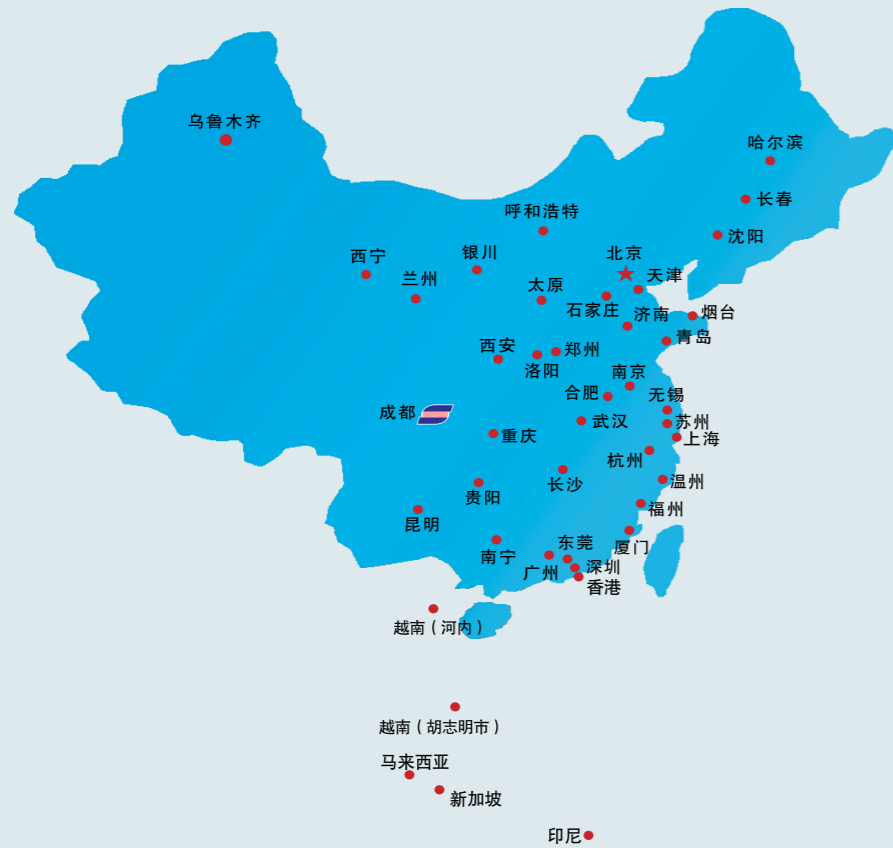 乌鲁木齐
哈尔滨
长春
呼和浩特
沈阳
北京
西宁
银川
天津
兰州
太原
石家庄
济南
烟台
青岛
西安
郑州
洛阳
南京
合肥
无锡
成都
武汉
苏州
重庆
上海
杭州
长沙
温州
贵阳
福州
昆明
东莞
厦门
南宁
广州
深圳
香港
越南（河内）
越南（胡志明市）
马来西亚
新加坡
印尼